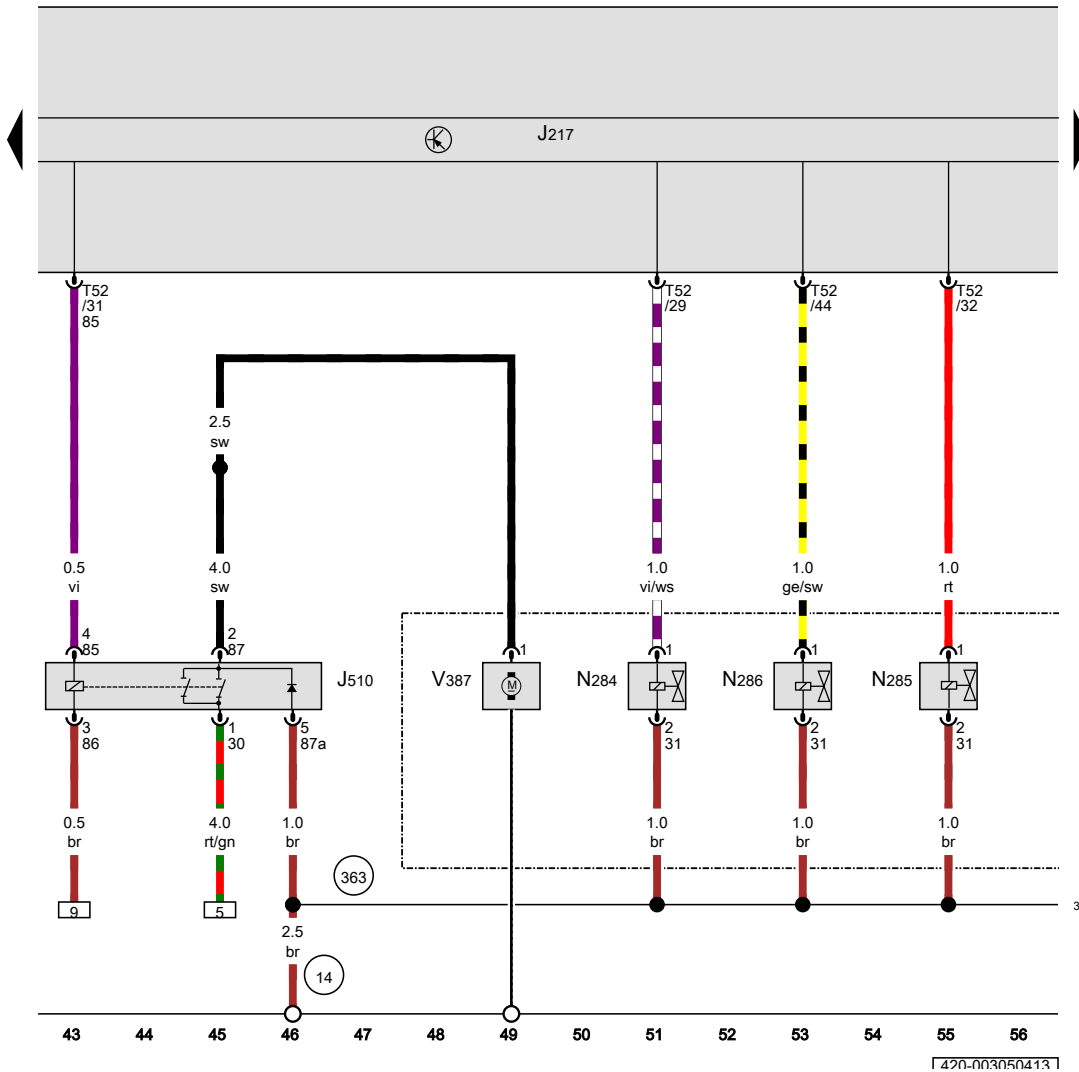 J217
T52
/31
85
T52
/29
T52
/44
T52
/32
2.5
sw
0.5
vi
4.0
sw
1.0
vi/ws
1.0
ge/sw
1.0
rt
4
85
2
87
1
1
1
1
J510
V387
M
N284
N286
N285
3
86
1
30
5
87a
2
31
2
31
2
31
0.5
br
4.0
rt/gn
1.0
br
1.0
br
1.0
br
1.0
br
363
9
5
3
2.5
br
14
43 44 45 46 47 48 49 50 51 52 53 54 55 56
420-003050413